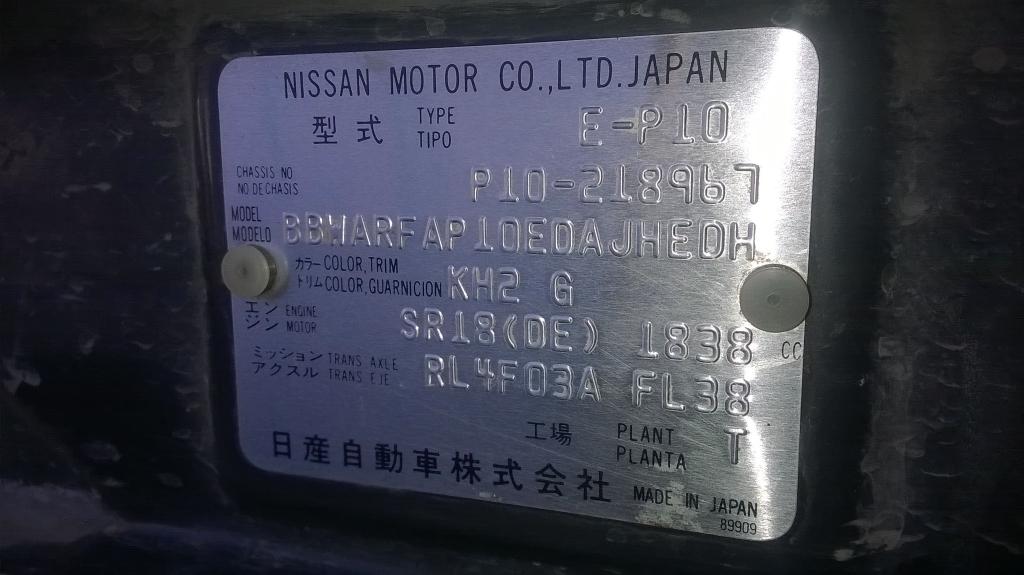 NISSAN MOTOR CO.,LTD.JAPAN
型式 TYPE TIPO E-P10
CHASSIS NO
NO DE CHASIS P10-218967
MODEL
MODELO BBWARFAP10EDAJHEDH
カラー COLOR,TRIM
トリム COLOR,GUARNICION KH2 G
エンジン ENGINE MOTOR SR18(DE) 1838 CC
ミッション TRANS AXLE
アクスル TRANS EJE RL4F03A FL38
工場 PLANT PLANTA T
日産自動車株式会社 MADE IN JAPAN
89909